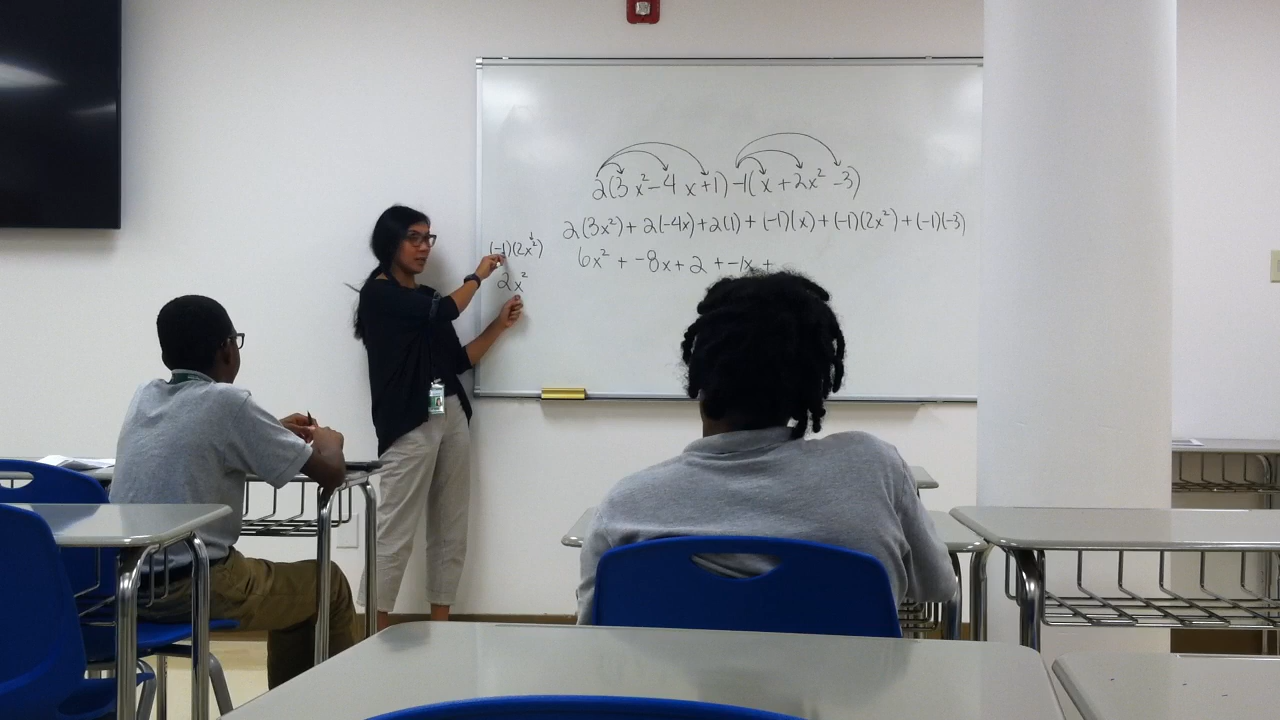 2(3x²-4x+1)-1(x+2x²-3)
2(3x²)+2(-4x)+2(1)+(-1)(x)+(-1)(2x²)+(-1)(-3)
6x²+-8x+2+-1x+
(-1)(2x²)
2x²